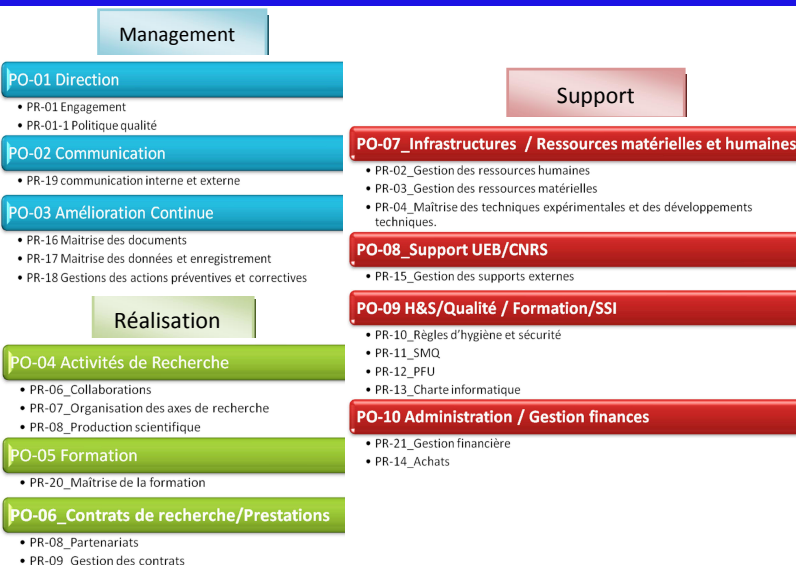 Management
PO-01 Direction
• PR-01 Engagement
• PR-01-1 Politique qualité
PO-02 Communication
• PR-19 communication interne et externe
PO-03 Amélioration Continue
• PR-16 Maitrise des documents
• PR-17 Maitrise des données et enregistrement
• PR-18 Gestions des actions préventives et correctives
Réalisation
PO-04 Activités de Recherche
• PR-06_Collaborations
• PR-07_Organisation des axes de recherche
• PR-08_Production scientifique
PO-05 Formation
• PR-20_Maîtrise de la formation
PO-06_Contrats de recherche/Prestations
• PR-08_Partenariats
• PR-09_Gestion des contrats
Support
PO-07_Infrastructures / Ressources matérielles et humaines
• PR-02_Gestion des ressources humaines
• PR-03_Gestion des ressources matérielles
• PR-04_Maîtrise des techniques expérimentales et des développements
techniques.
PO-08_Support UEB/CNRS
• PR-15_Gestion des supports externes
PO-09 H&S/Qualité / Formation/SSI
• PR-10_Règles d'hygiène et sécurité
• PR-11_SMQ
• PR-12_PFU
• PR-13_Charte informatique
PO-10 Administration / Gestion finances
• PR-21_Gestion financière
• PR-14_Achats